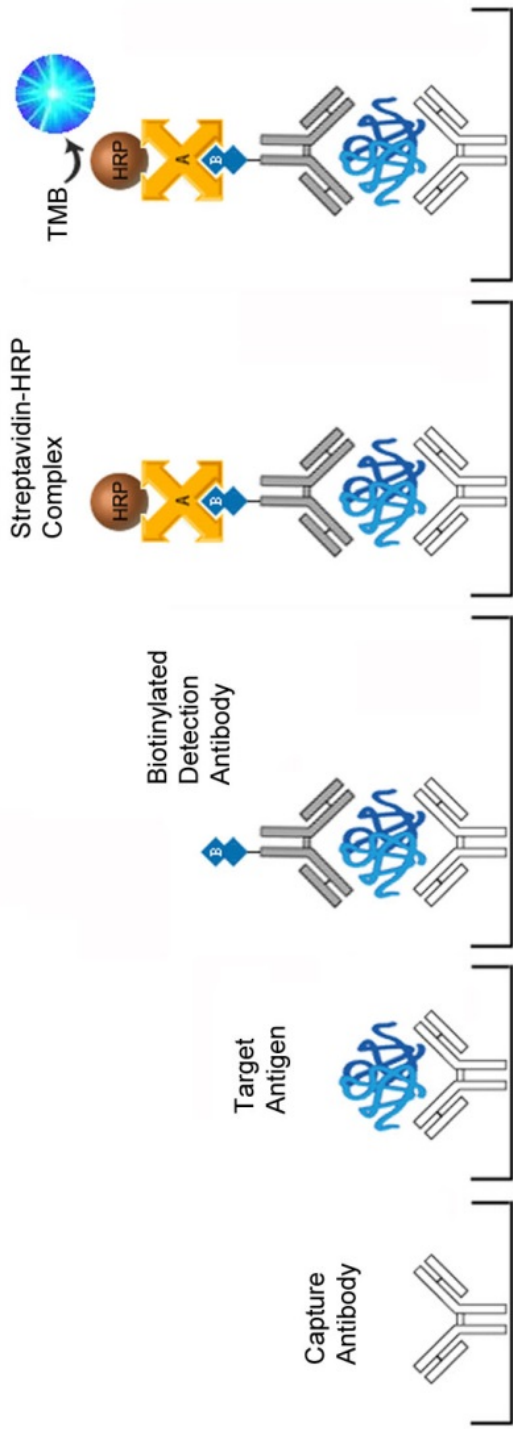 Capture
Antibody
Target
Antigen
B
Biotinylated
Detection
Antibody
Streptavidin-HRP
Complex
HRP
A
B
TMB
HRP
A
B